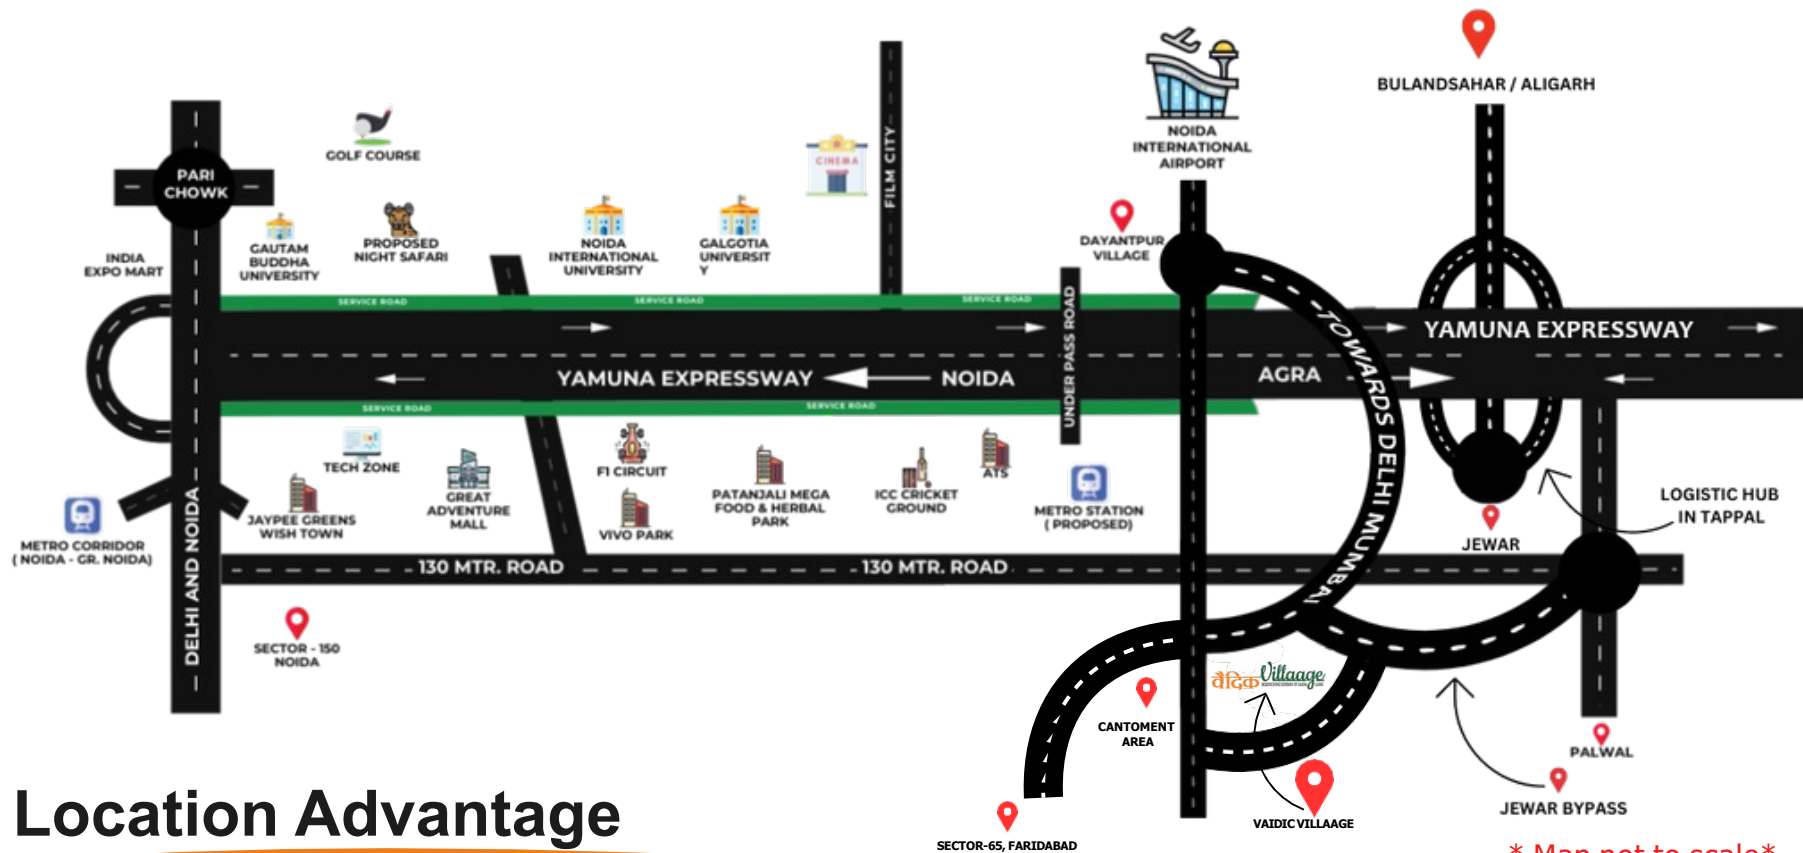 BULANDSAHAR / ALIGARH
NOIDA
INTERNATIONAL
AIRPORT
GOLF COURSE
CINEMA
FILM CITY
PARI
CHOWK
INDIA
EXPO MART
GAUTAM
BUDDHA
UNIVERSITY
PROPOSED
NIGHT SAFARI
NOIDA
INTERNATIONAL
UNIVERSITY
GALGOTIA
UNIVERSIT
Y
DAYANTPUR
VILLAGE
SERVICE ROAD
SERVICE ROAD
SERVICE ROAD
UNDER PASS ROAD
TOWARDS DELHI MUMBAI
YAMUNA EXPRESSWAY
YAMUNA EXPRESSWAY
NOIDA
AGRA
SERVICE ROAD
SERVICE ROAD
TECH ZONE
JAYPEE GREENS
WISH TOWN
GREAT
ADVENTURE
MALL
F1 CIRCUIT
VIVO PARK
PATANJALI MEGA
FOOD & HERBAL
PARK
ICC CRICKET
GROUND
ATS
METRO STATION
( PROPOSED)
JEWAR
LOGISTIC HUB
IN TAPPAL
METRO CORRIDOR
( NOIDA - GR. NOIDA)
DELHI AND NOIDA
130 MTR. ROAD
130 MTR. ROAD
SECTOR - 150
NOIDA
वैदिक Villaage
CANTOMENT
AREA
PALWAL
JEWAR BYPASS
VAIDIC VILLAAGE
SECTOR-65, FARIDABAD
Location Advantage
* Map not to scale*